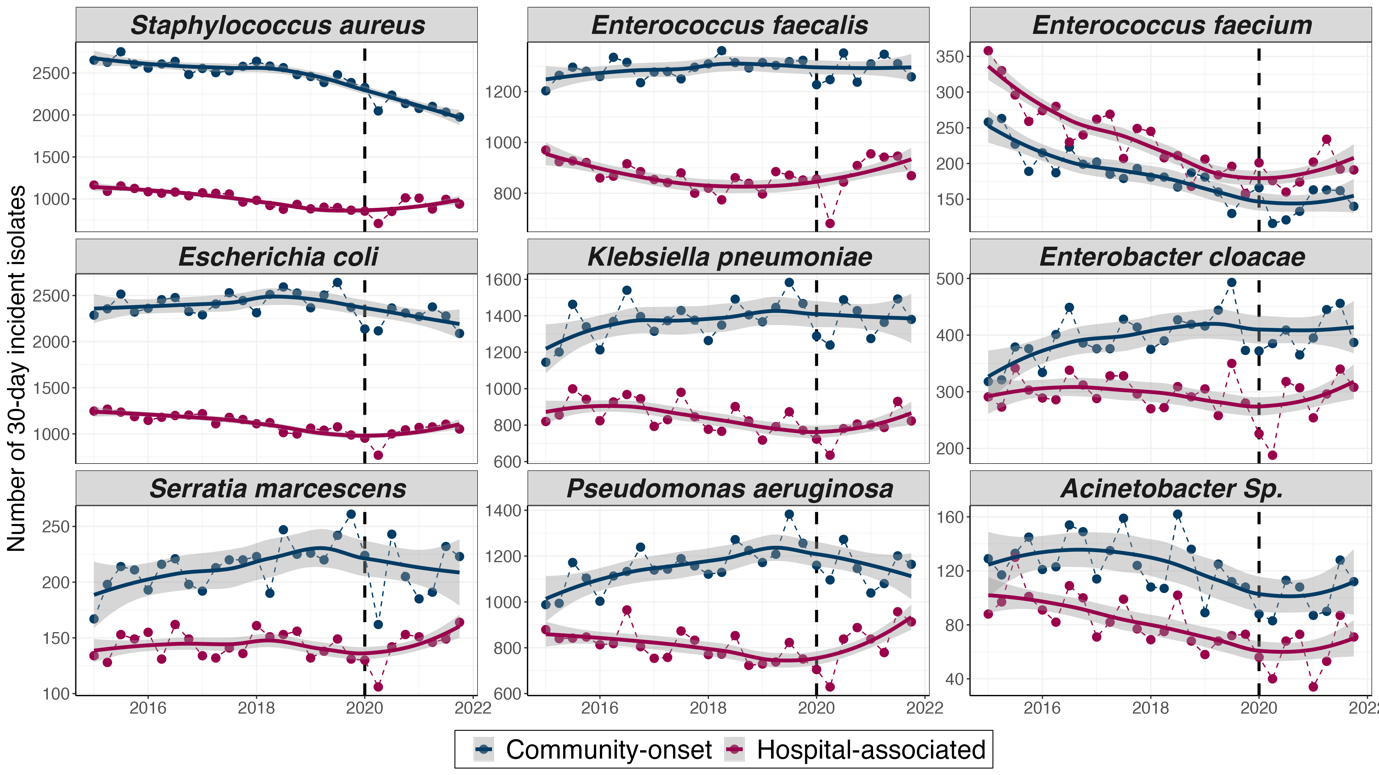 Staphylococcus aureus
Enterococcus faecalis
Enterococcus faecium
2500
2000
1500
1000
1200
1000
800
350
300
250
200
150
Escherichia coli
Klebsiella pneumoniae
Enterobacter cloacae
2500
2000
1500
1000
1600
1400
1200
1000
800
600
500
400
300
200
Serratia marcescens
Pseudomonas aeruginosa
Acinetobacter Sp.
250
200
150
100
1400
1200
1000
800
600
160
120
80
40
2016 2018 2020 2022
2016 2018 2020 2022
2016 2018 2020 202
Number of 30-day incident isolates
Community-onset Hospital-associated